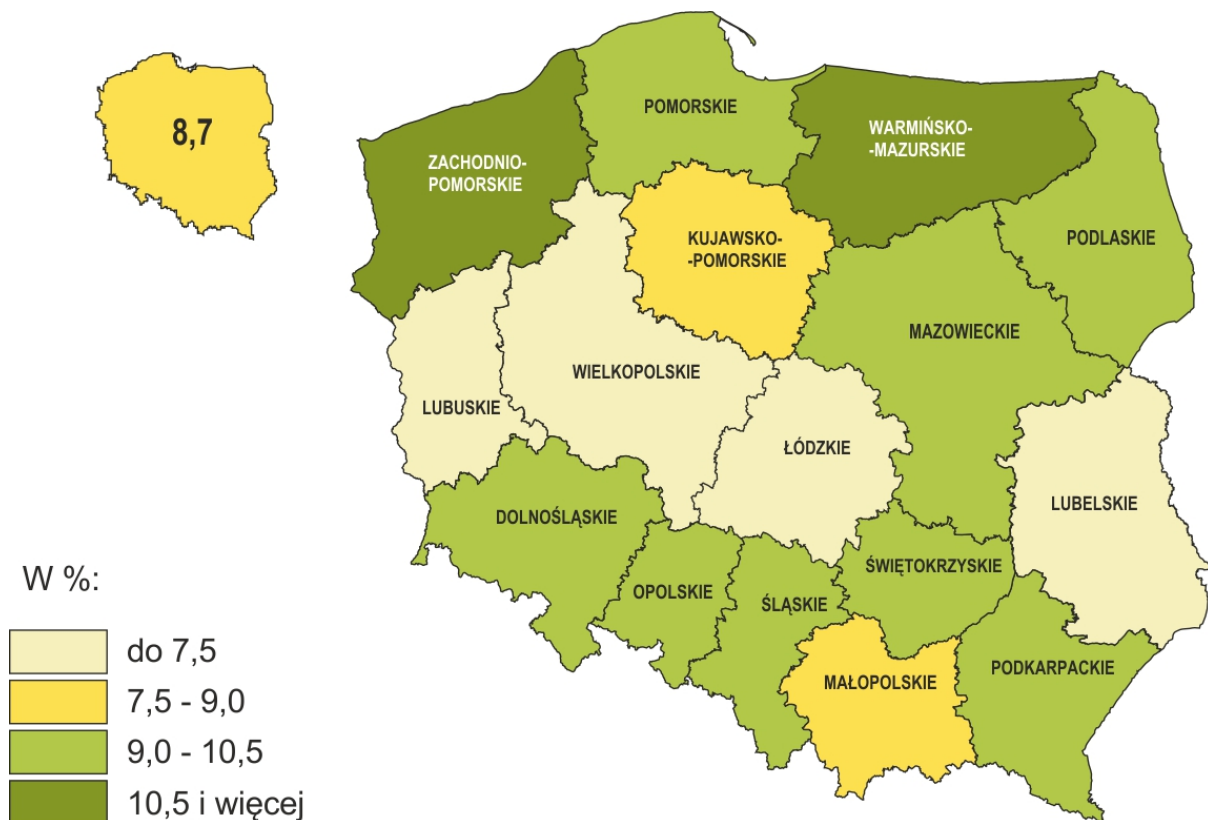 8,7
POMORSKIE
WARMIŃSKO-
-MAZURSKIE
ZACHODNIO-
POMORSKIE
KUJAWSKO-
-POMORSKIE
PODLASKIE
MAZOWIECKIE
WIELKOPOLSKIE
LUBUSKIE
ŁÓDZKIE
LUBELSKIE
DOLNOŚLĄSKIE
ŚWIĘTOKRZYSKIE
OPOLSKIE
ŚLĄSKIE
PODKARPACKIE
MAŁOPOLSKIE
W %:
do 7,5
7,5 - 9,0
9,0 - 10,5
10,5 i więcej